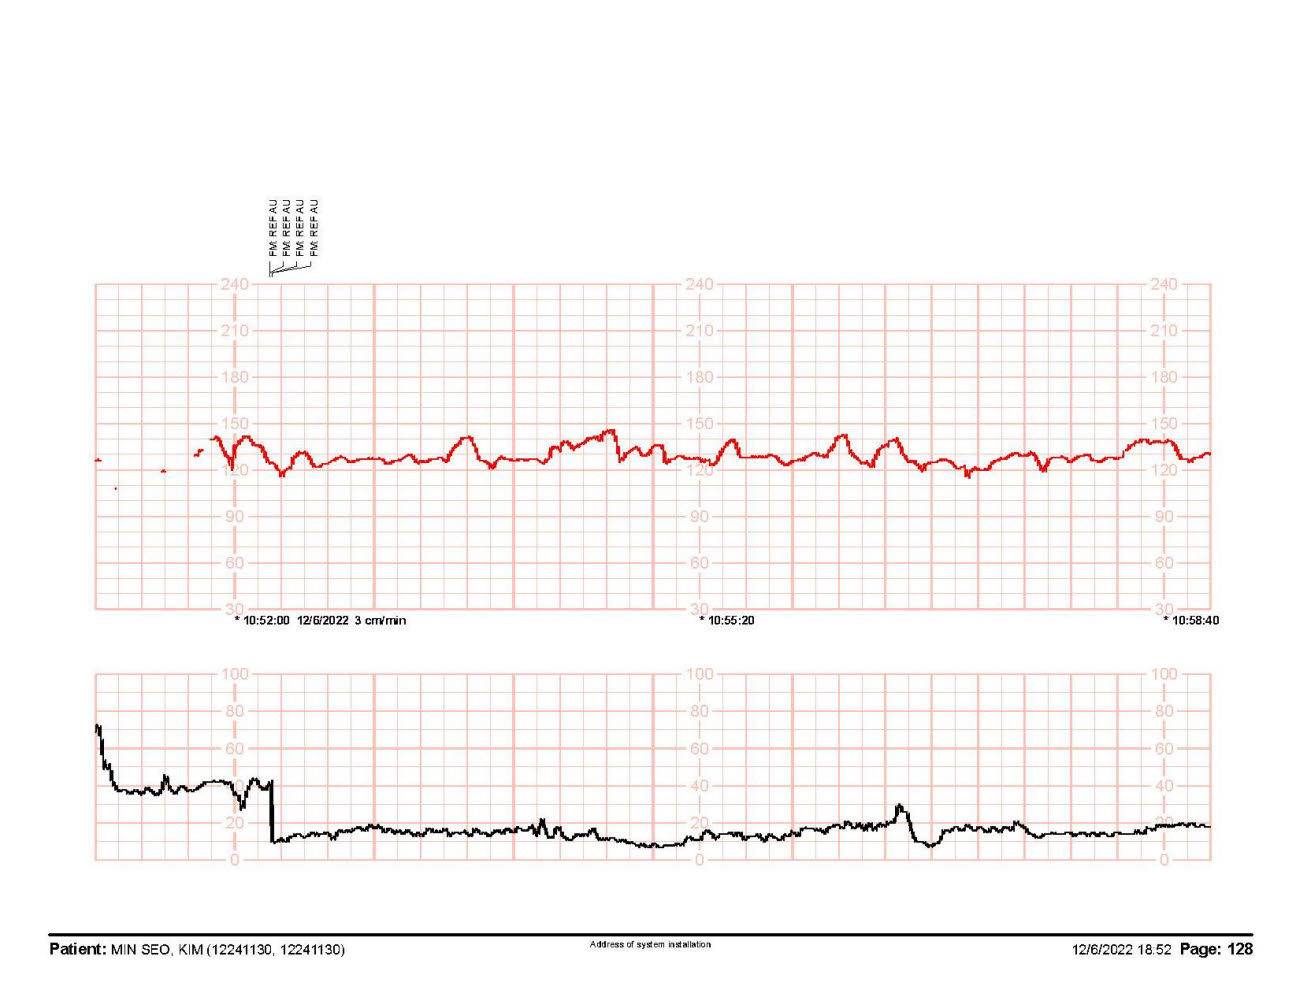 FM: REF AU
FM: REF AU
FM: REF AU
FM: REF AU
240 240 240
210 210 210
180 180 180
150 150 150
120 120 120
90 90 90
60 60 60
30 30 30
* 10:52:00 12/6/2022 3 cm/min * 10:55:20 * 10:58:40
100 100 100
80 80 80
60 60 60
40 40 40
20 20 20
0 0 0
Patient: MIN SEO, KIM (12241130, 12241130) Address of system installation 12/6/2022 18:52 Page: 128